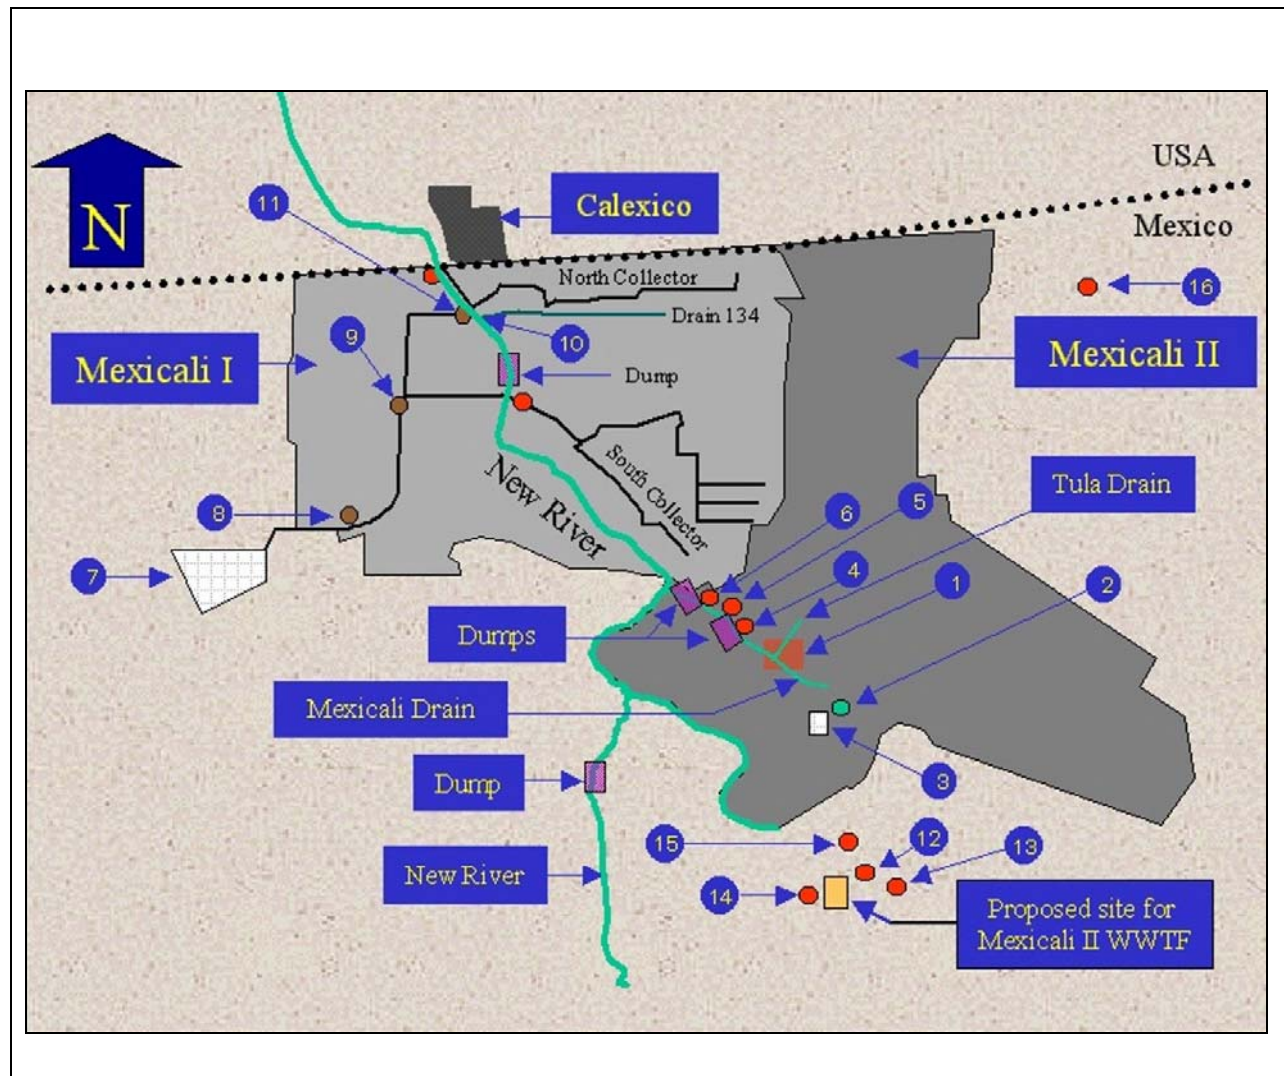 USA
Mexico
N
11
Calexico
North Collector
16
Drain 134
Mexicali I
9
10
Mexicali II
Dump
New River
South Collector
Tula Drain
8
6
5
4
1
2
7
Dumps
Mexicali Drain
3
Dump
15
12
13
New River
14
Proposed site for
Mexicali II WWTF